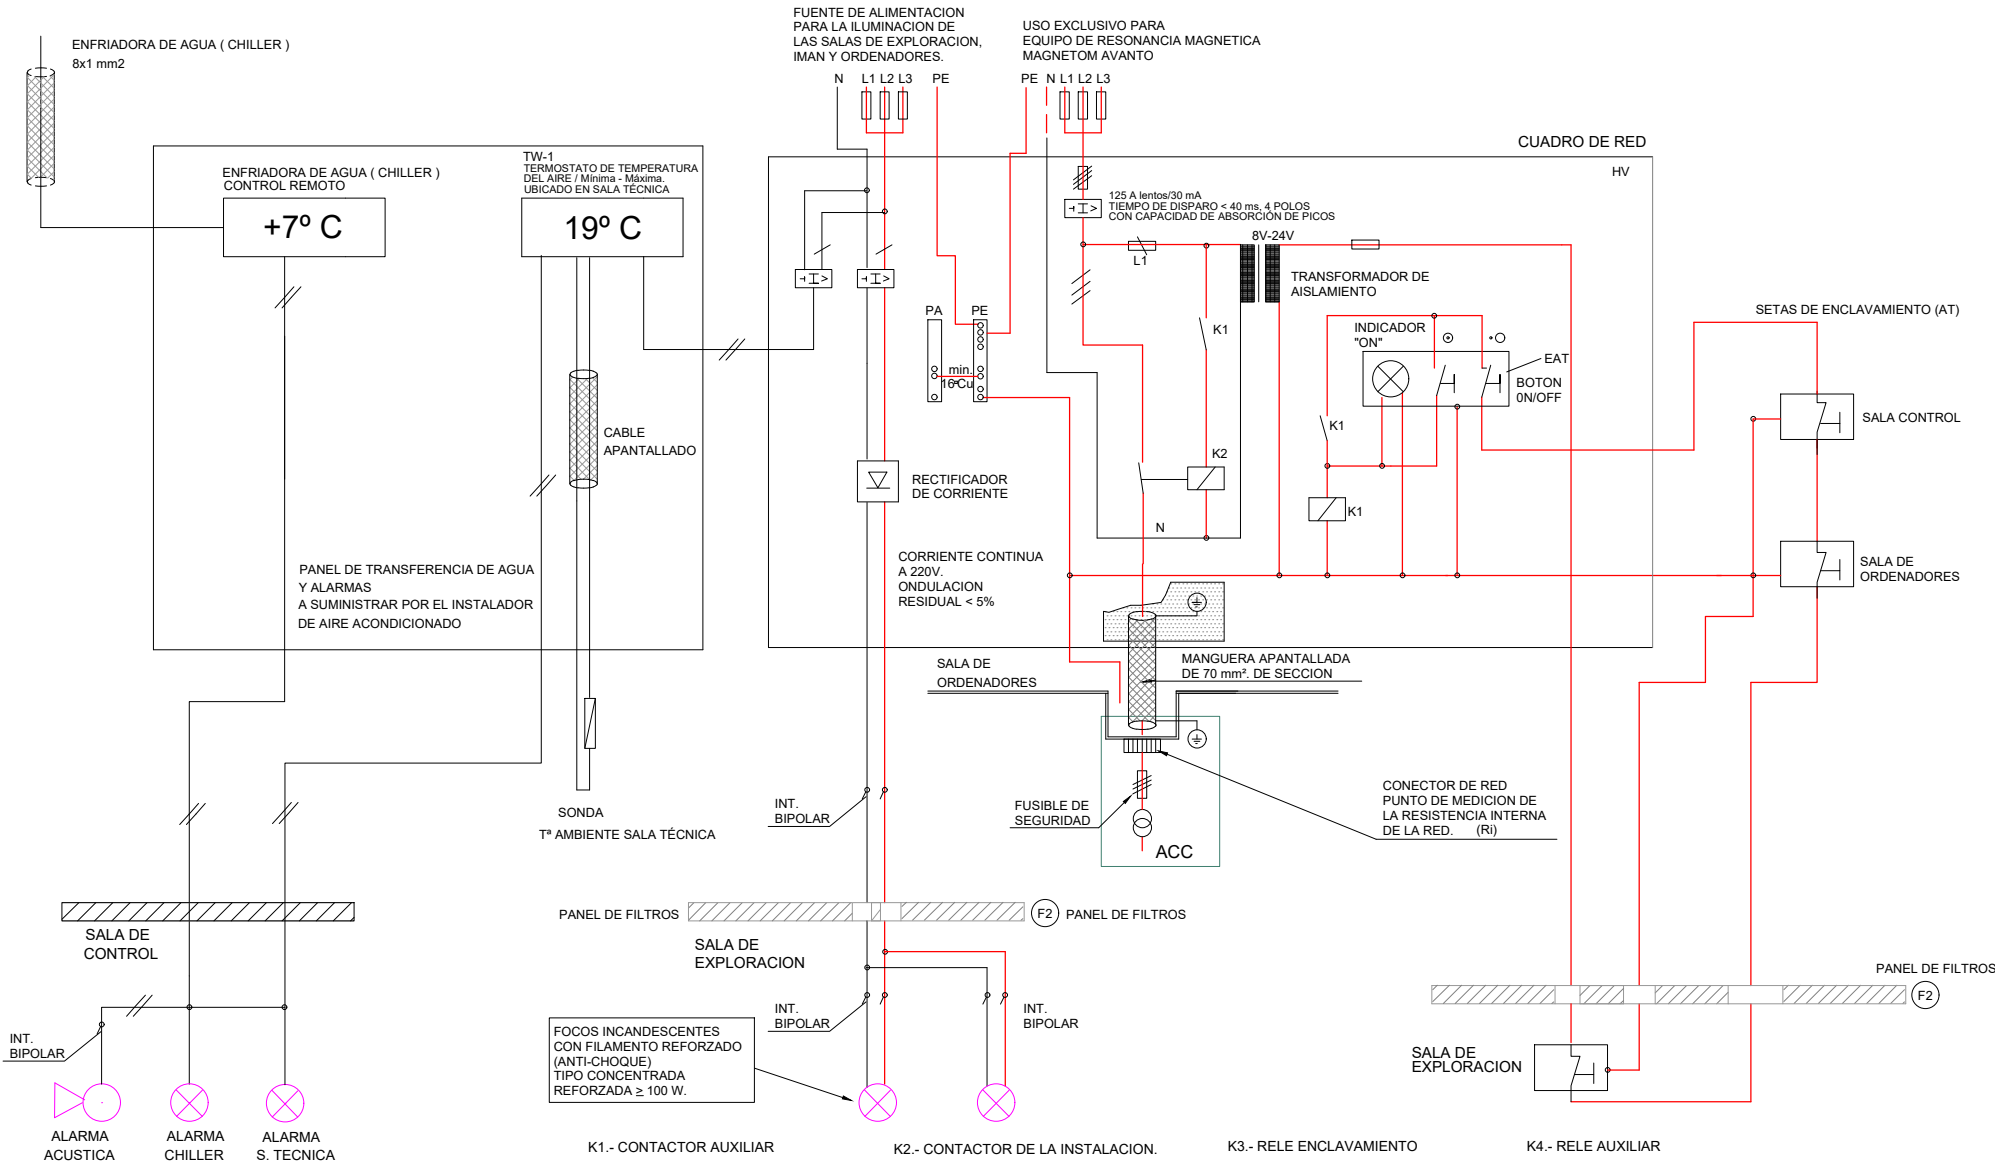 FUENTE DE ALIMENTACION
PARA LA ILUMINACION DE
LAS SALAS DE EXPLORACION,
IMAN Y ORDENADORES.
USO EXCLUSIVO PARA
EQUIPO DE RESONANCIA MAGNETICA
MAGNETOM AVANTO
N L1 L2 L3 PE
PE N L1 L2 L3
ENFRIADORA DE AGUA ( CHILLER )
8x1 mm2
CUADRO DE RED
HV
ENFRIADORA DE AGUA ( CHILLER )
CONTROL REMOTO
+7º C
TW-1
TERMOSTATO DE TEMPERATURA
DEL AIRE / Mínima - Máxima.
UBICADO EN SALA TÉCNICA
19º C
125 A lentos/30 mA
TIEMPO DE DISPARO < 40 ms, 4 POLOS
CON CAPACIDAD DE ABSORCIÓN DE PICOS
L1
8V-24V
TRANSFORMADOR DE
AISLAMIENTO
PA
PE
min.
16ªCu
K1
INDICADOR
"ON"
EAT
BOTON
0N/OFF
SETAS DE ENCLAVAMIENTO (AT)
SALA CONTROL
K1
K2
K1
N
CABLE
APANTALLADO
RECTIFICADOR
DE CORRIENTE
CORRIENTE CONTINUA
A 220V.
ONDULACION
RESIDUAL < 5%
SALA DE
ORDENADORES
PANEL DE TRANSFERENCIA DE AGUA
Y ALARMAS
A SUMINISTRAR POR EL INSTALADOR
DE AIRE ACONDICIONADO
SALA DE
ORDENADORES
MANGUERA APANTALLADA
DE 70 mm². DE SECCION
CONECTOR DE RED
PUNTO DE MEDICION DE
LA RESISTENCIA INTERNA
DE LA RED. (Ri)
FUSIBLE DE
SEGURIDAD
ACC
INT.
BIPOLAR
SONDA
Tª AMBIENTE SALA TÉCNICA
PANEL DE FILTROS
F2
PANEL DE FILTROS
SALA DE
CONTROL
SALA DE
EXPLORACION
INT.
BIPOLAR
INT.
BIPOLAR
INT.
BIPOLAR
PANEL DE FILTROS
F2
SALA DE
EXPLORACION
FOCOS INCANDESCENTES
CON FILAMENTO REFORZADO
(ANTI-CHOQUE)
TIPO CONCENTRADA
REFORZADA ≥ 100 W.
ALARMA
ACUSTICA
ALARMA
CHILLER
ALARMA
S. TECNICA
K1.- CONTACTOR AUXILIAR
K2.- CONTACTOR DE LA INSTALACION.
K3.- RELE ENCLAVAMIENTO
K4.- RELE AUXILIAR